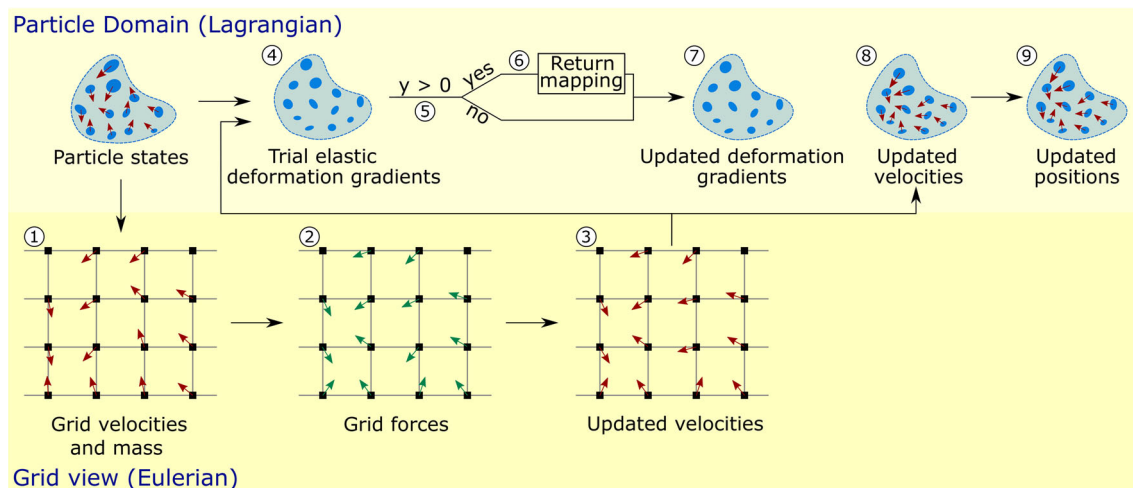 Particle Domain (Lagrangian)
Particle states
④
Trial elastic
deformation gradients
y > 0
⑤
yes
no
⑥
Return
mapping
⑦
Updated deformation
gradients
⑧
Updated
velocities
⑨
Updated
positions
①
Grid velocities
and mass
②
Grid forces
③
Updated velocities
Grid view (Eulerian)